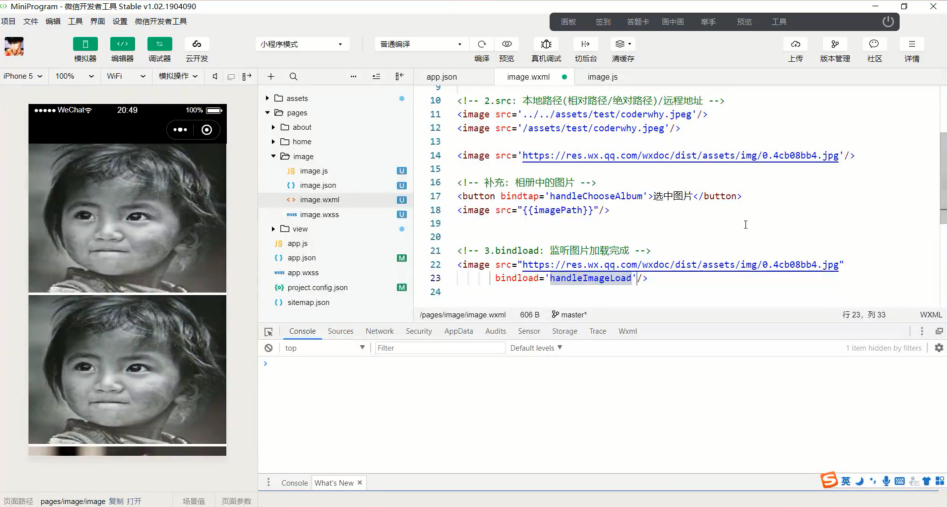 MiniProgram - 微信开发者工具 Stable v1.02.1904090
项目 文件 编辑 工具 界面 设置 微信开发者工具
画板 签到 答题卡 画中画 举手 预览 工具
模拟器 编辑器 调试器 云开发
小程序模式 普通编译
编译 预览 真机调试 切后台 清缓存
上传 版本管理 社区 详情
iPhone 5 100% WiFi 模拟操作
app.json image.wxml image.js
WeChat 20:49 100%
assets
pages
about
home
image
image.js U
image.json U
image.wxml U
image.wxss U
view
app.js
app.json M
app.wxss
project.config.json M
sitemap.json
9
10 <!-- 2.src: 本地路径(相对路径/绝对路径)/远程地址 -->
11 <image src='../../assets/test/coderwhy.jpeg'/>
12 <image src='/assets/test/coderwhy.jpeg'/>
13
14 <image src='https://res.wx.qq.com/wxdoc/dist/assets/img/0.4cb08bb4.jpg'/>
15
16 <!-- 补充: 相册中的图片 -->
17 <button bindtap='handleChooseAlbum'>选中图片</button>
18 <image src="{{imagePath}}"/>
19
20
21 <!-- 3.bindload: 监听图片加载完成 -->
22 <image src="https://res.wx.qq.com/wxdoc/dist/assets/img/0.4cb08bb4.jpg"
23 bindload='handleImageLoad'/>
24
/pages/image/image.wxml 606 B master* 行 23，列 33 WXML
Console Sources Network Security AppData Audits Sensor Storage Trace Wxml
top Filter Default levels 1 item hidden by filters
Console What's New
英
页面路径 pages/image/image 复制 打开 场景值 页面参数